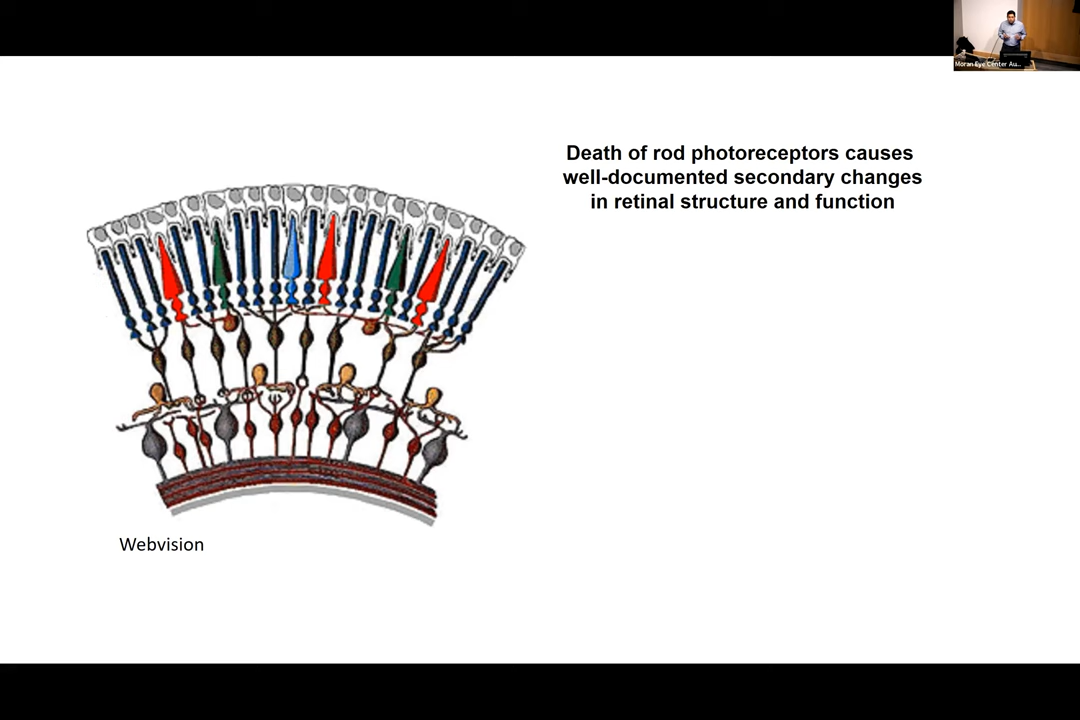 Moran Eye Center Au...
Death of rod photoreceptors causes
well-documented secondary changes
in retinal structure and function
Webvision